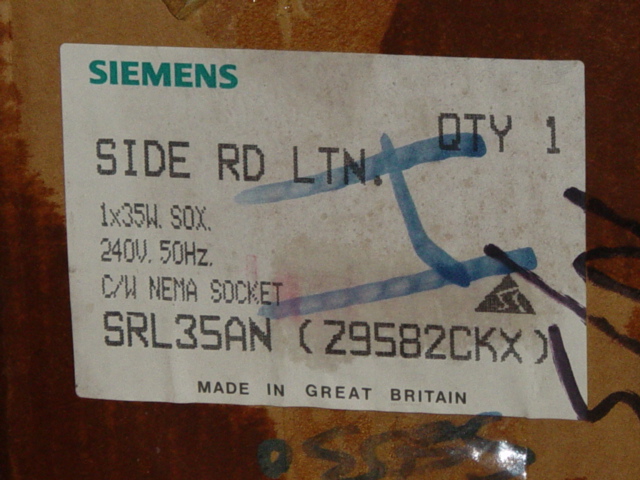 SIEMENS
QTY 1
SIDE RD LTN.
1x35W. SOX.
240V. 50Hz.
C/W NEMA SOCKET
SRL35AN (Z9582CKX)
MADE IN GREAT BRITAIN